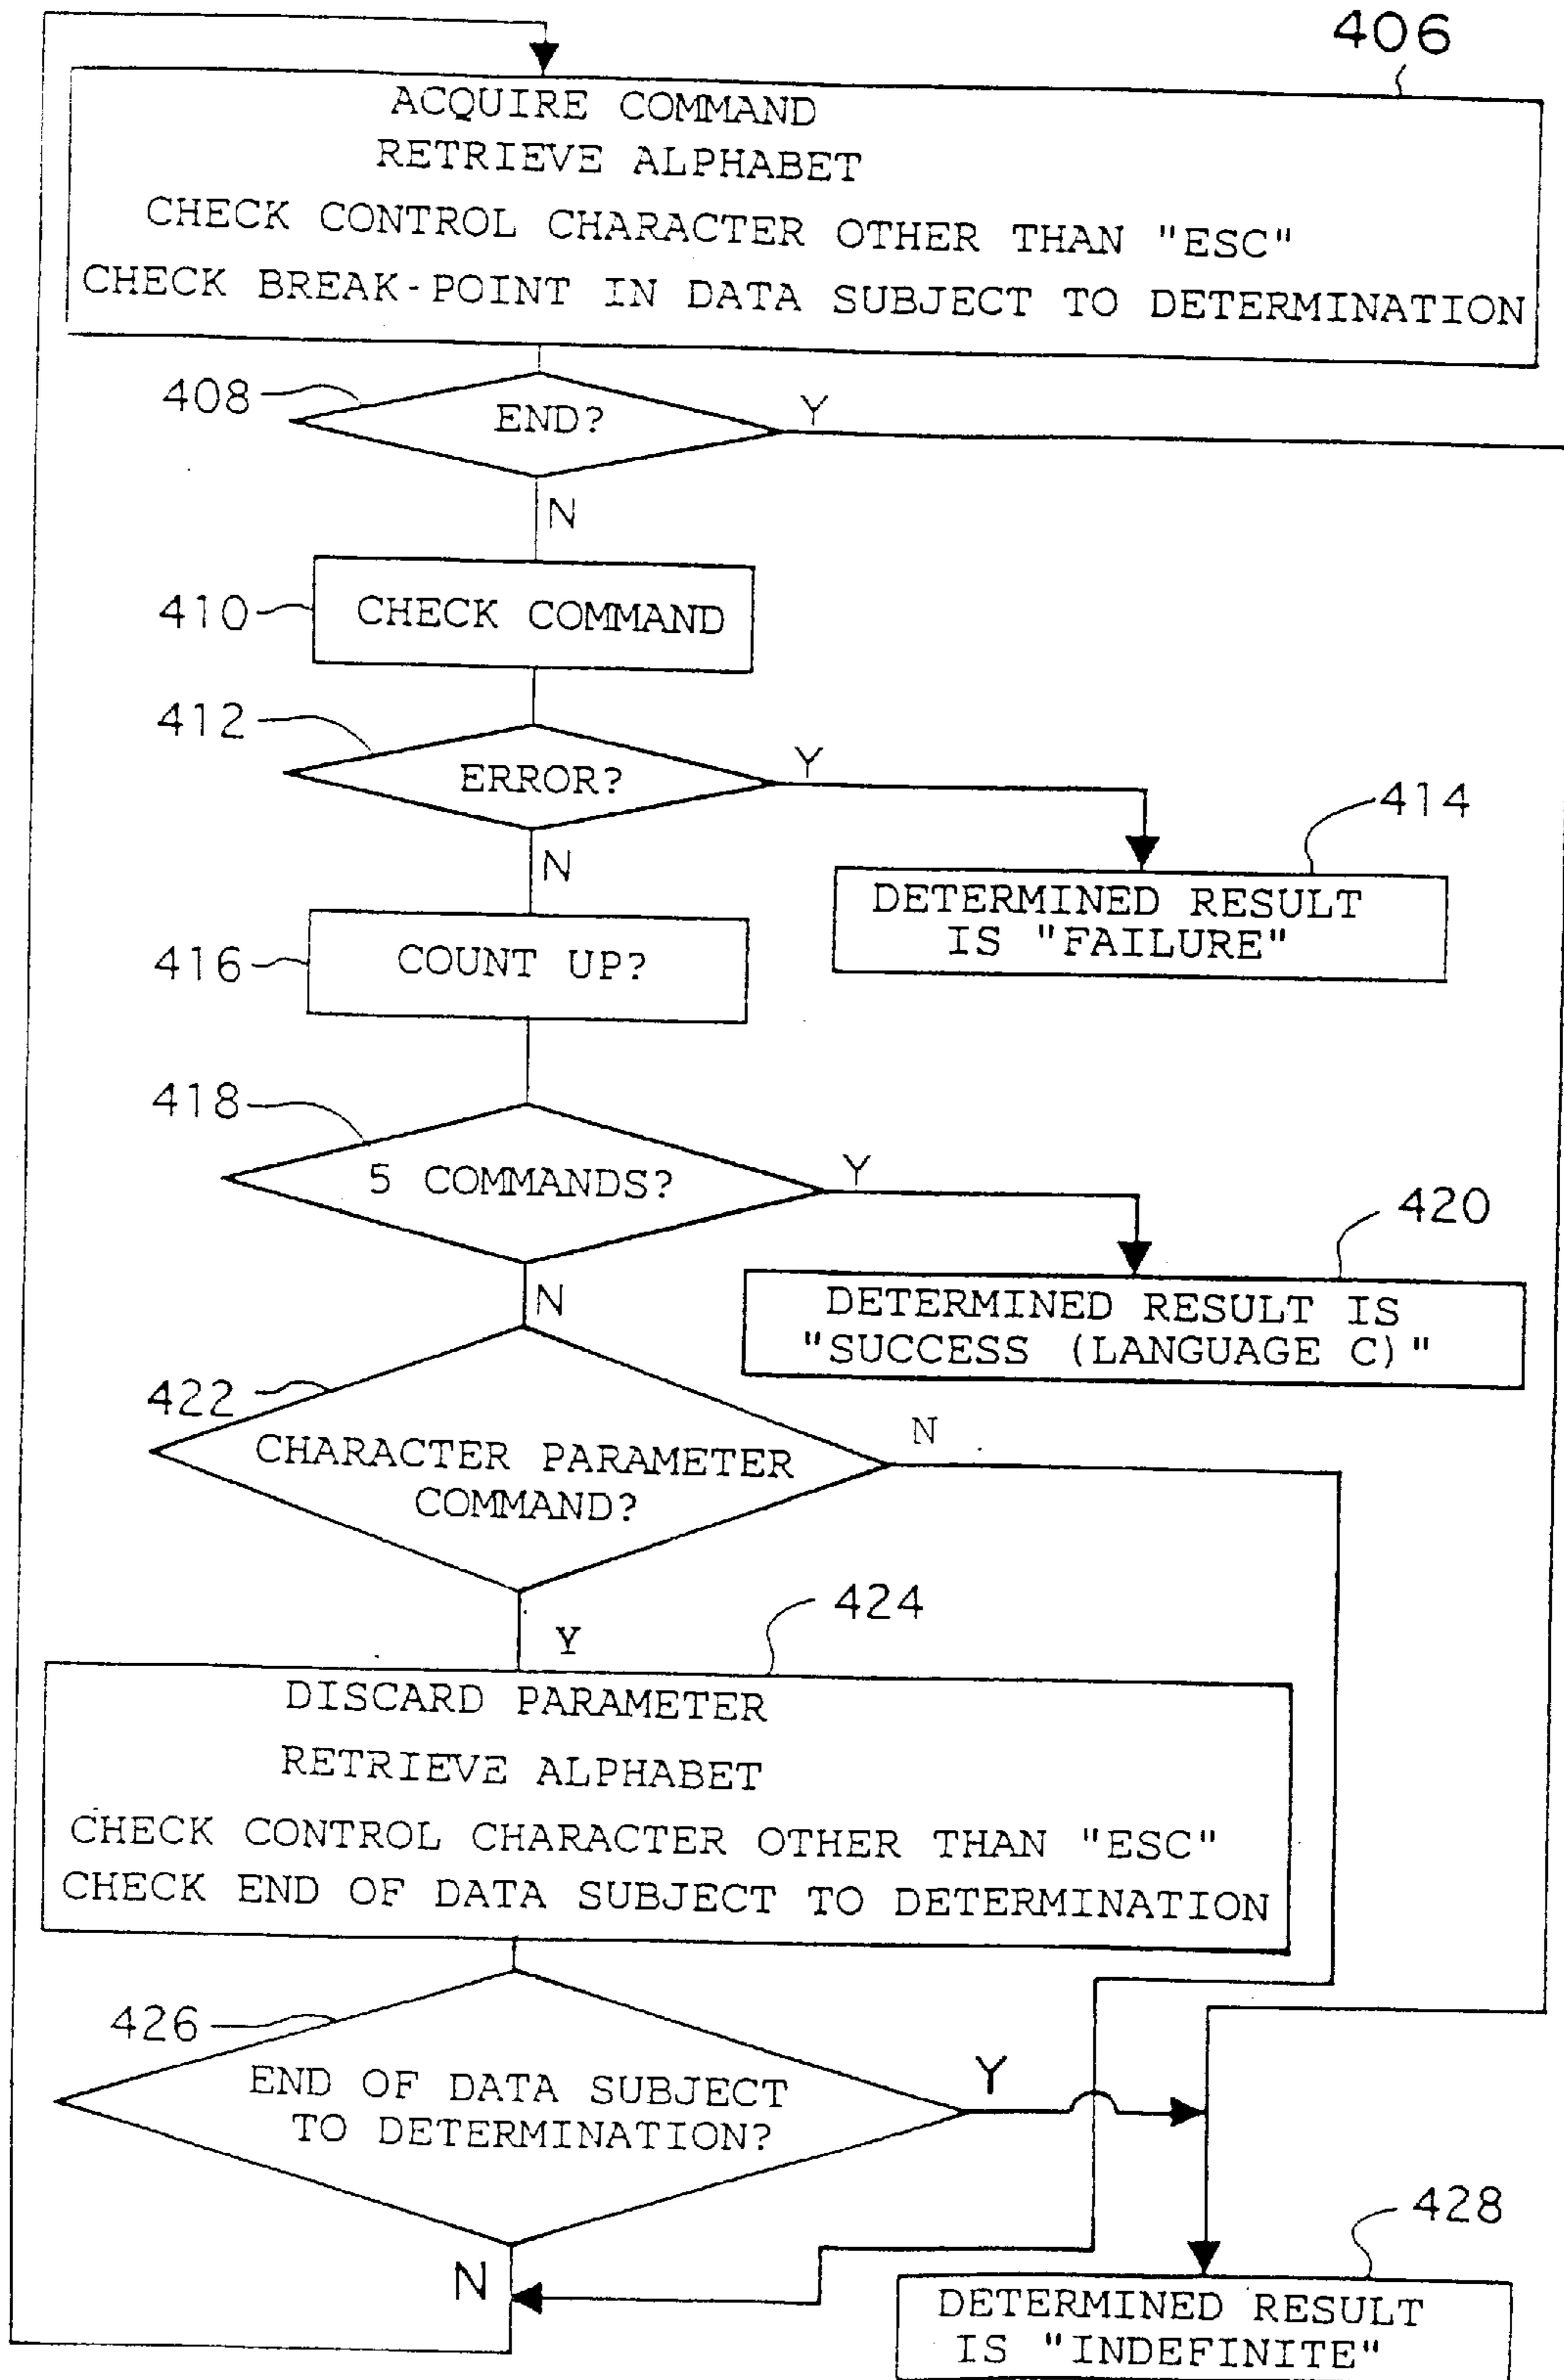 406
ACQUIRE COMMAND
RETRIEVE ALPHABET
CHECK CONTROL CHARACTER OTHER THAN "ESC"
CHECK BREAK-POINT IN DATA SUBJECT TO DETERMINATION
408
END?
Y
N
410
CHECK COMMAND
412
ERROR?
Y
414
N
DETERMINED RESULT
IS "FAILURE"
416
COUNT UP?
418
5 COMMANDS?
Y
420
N
DETERMINED RESULT IS
"SUCCESS (LANGUAGE C)"
422
CHARACTER PARAMETER
COMMAND?
N
Y
424
DISCARD PARAMETER
RETRIEVE ALPHABET
CHECK CONTROL CHARACTER OTHER THAN "ESC"
CHECK END OF DATA SUBJECT TO DETERMINATION
426
END OF DATA SUBJECT
TO DETERMINATION?
Y
N
428
DETERMINED RESULT
IS "INDEFINITE"